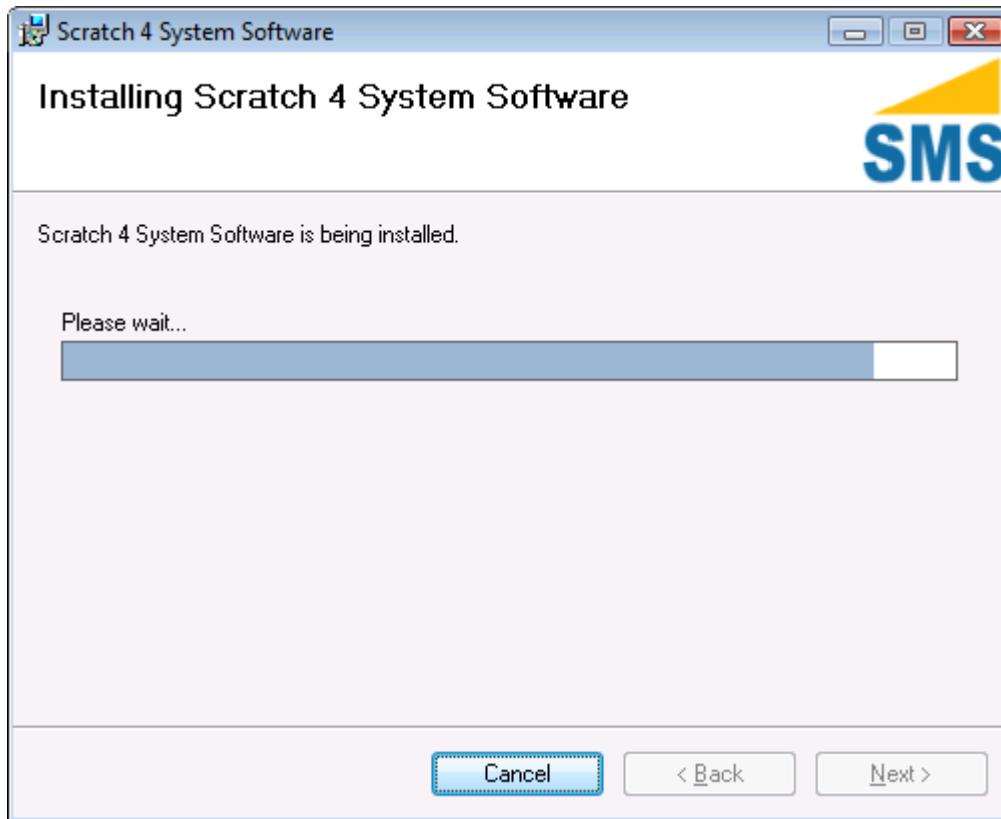 Scratch 4 System Software
Installing Scratch 4 System Software
SMS
Scratch 4 System Software is being installed.
Please wait...
Cancel
< Back
Next >